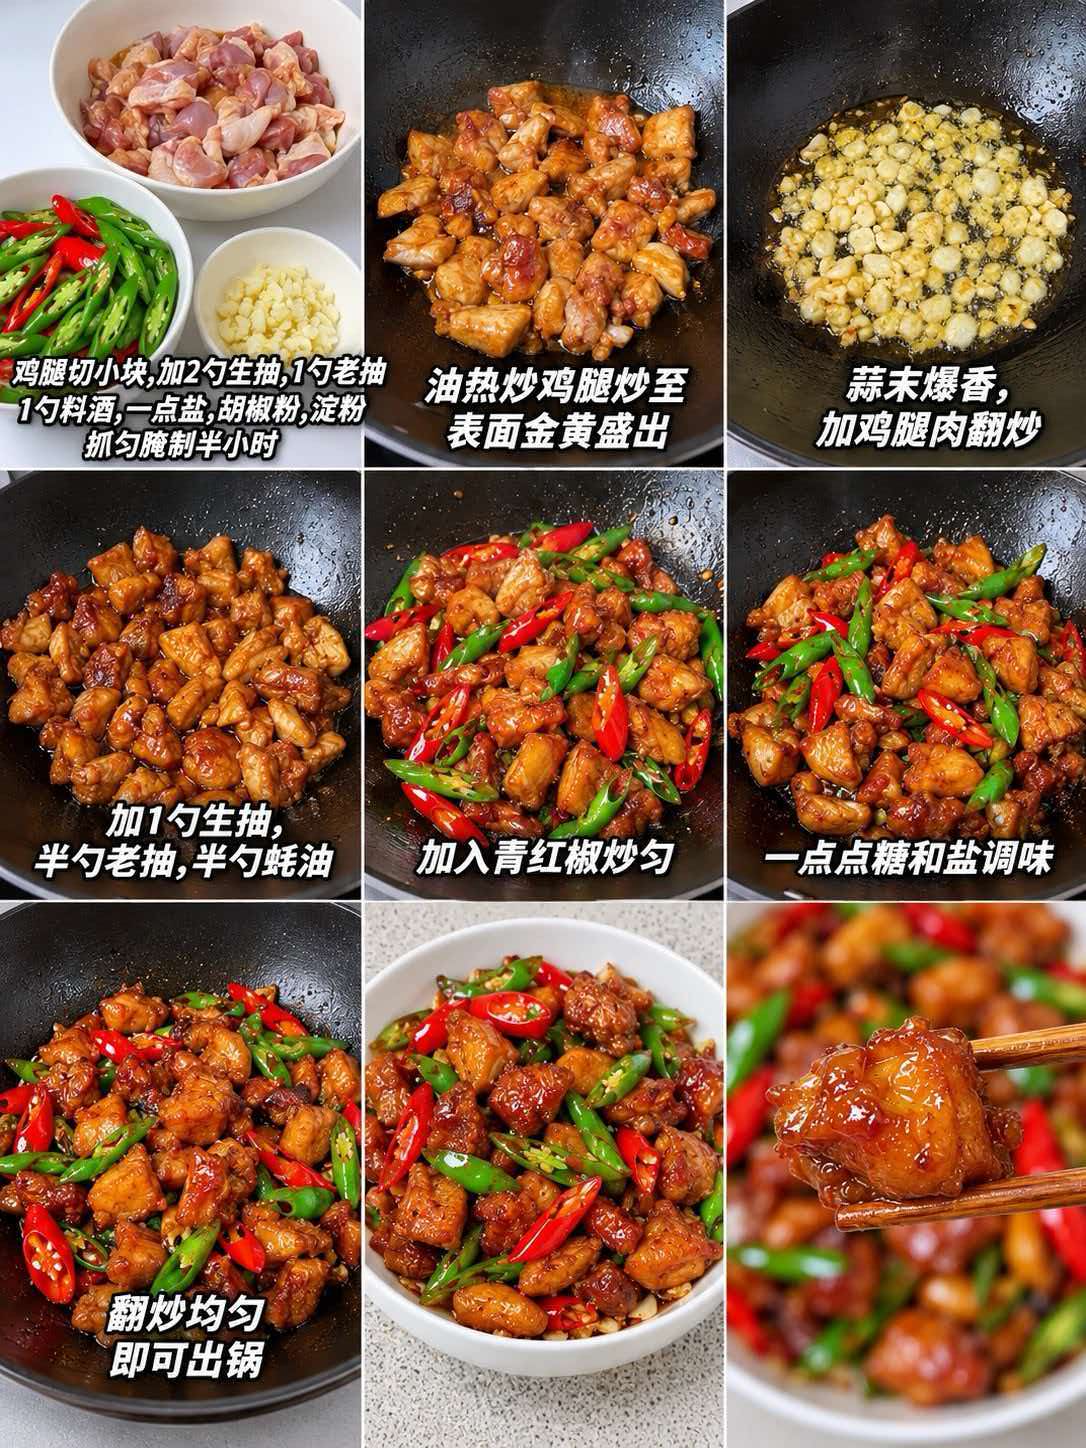 鸡腿切小块,加2勺生抽,1勺老抽
1勺料酒,一点盐,胡椒粉,淀粉
抓匀腌制半小时
油热炒鸡腿炒至
表面金黄盛出
蒜末爆香,
加鸡腿肉翻炒
加1勺生抽,
半勺老抽,半勺蚝油
加入青红椒炒匀
一点点糖和盐调味
翻炒均匀
即可出锅